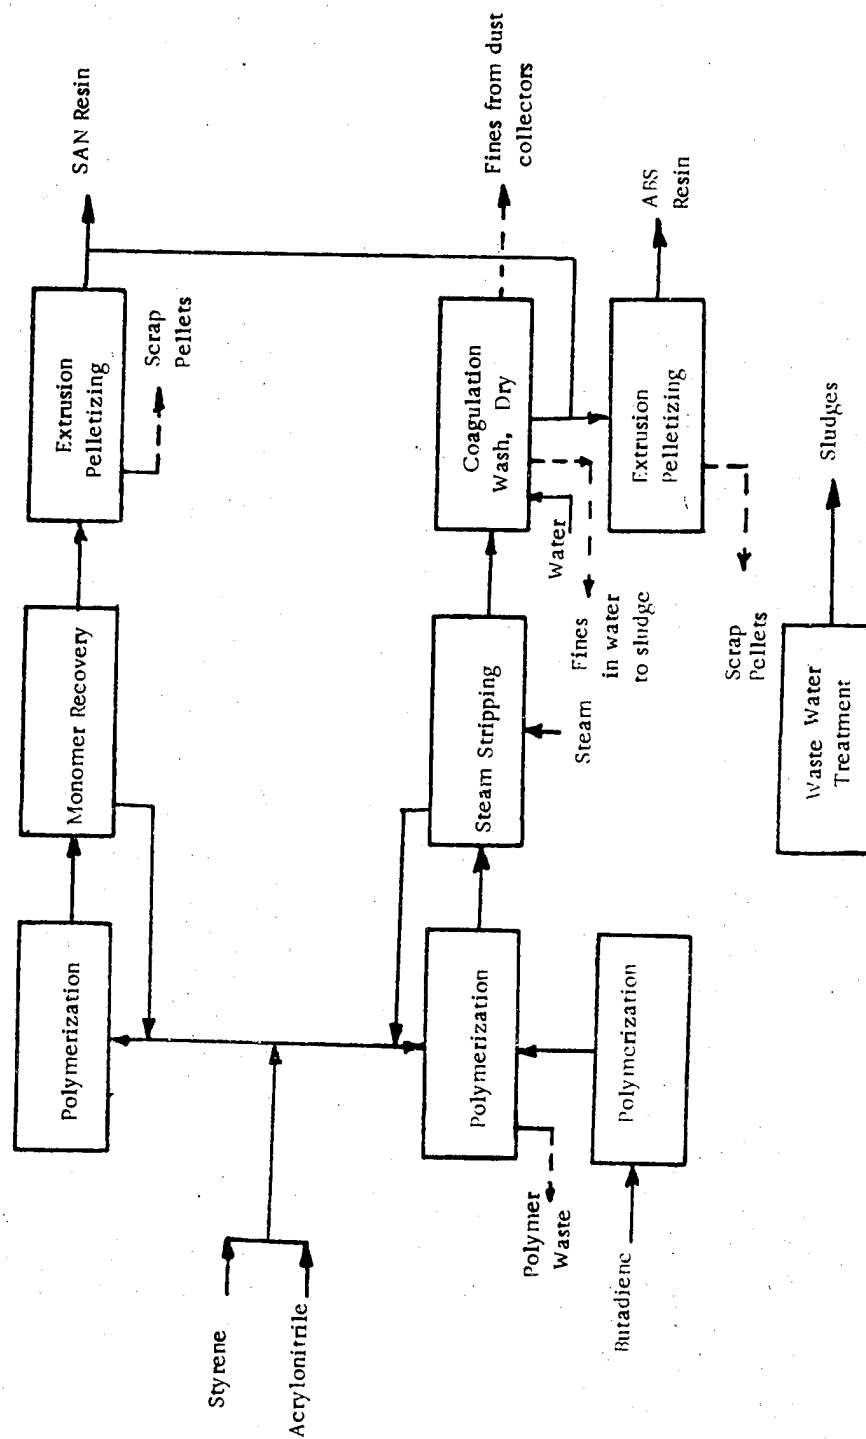 Styrene
Acrylonitrile
Polymerization
Monomer Recovery
Extrusion
Pelletizing
SAN Resin
Scrap
Pellets
Polymer
Waste
Polymerization
Steam Stripping
Steam
Coagulation
Wash, Dry
Water
Fines
in water
to sludge
Fines from dust
collectors
Butadiene
Polymerization
Extrusion
Pelletizing
ABS
Resin
Scrap
Pellets
Waste Water
Treatment
Sludges